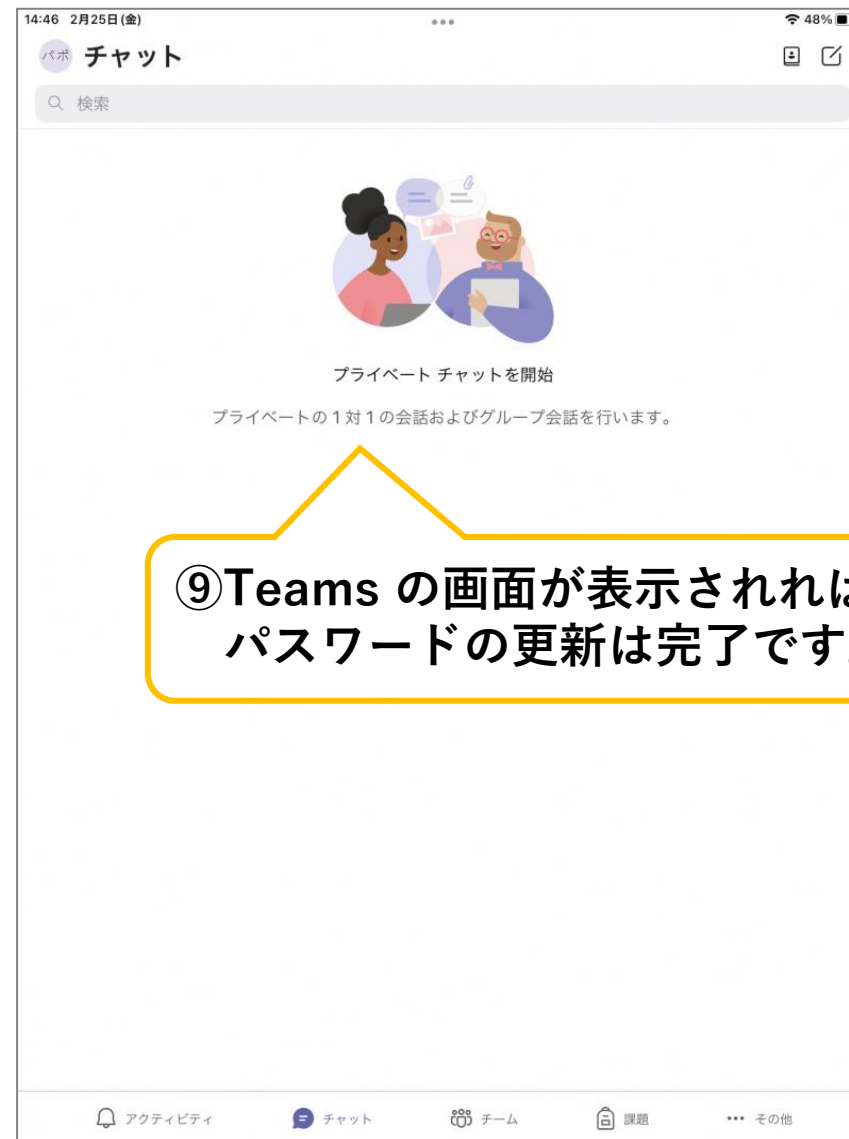 14:46 2月25日(金)
48%
パポ チャット
検索
プライベート チャットを開始
プライベートの1対1の会話およびグループ会話を行います。
⑨Teams の画面が表示されれ
パスワードの更新は完了です
アクティビティ チャット チーム 課題 その他